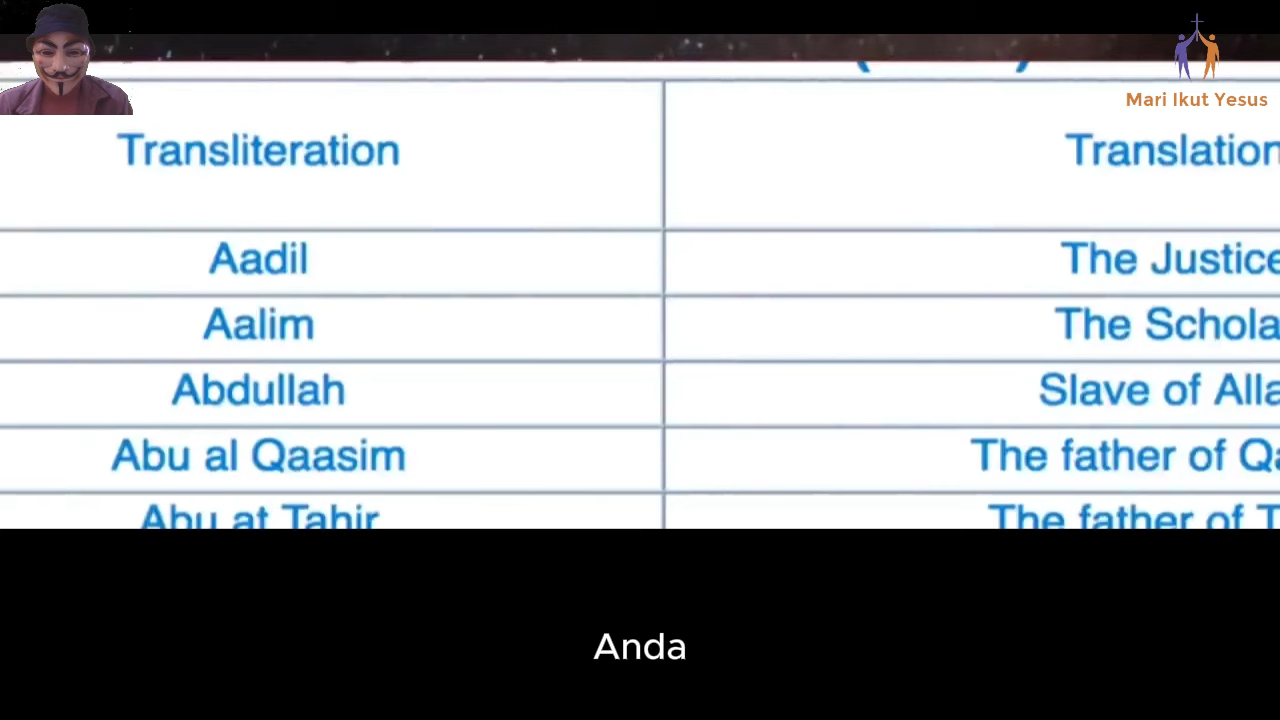 Mari Ikut Yesus
Transliteration Translation
Aadil The Justice
Aalim The Schola
Abdullah Slave of Alla
Abu al Qaasim The father of Qa
Abu at Tahir The father of T
Anda